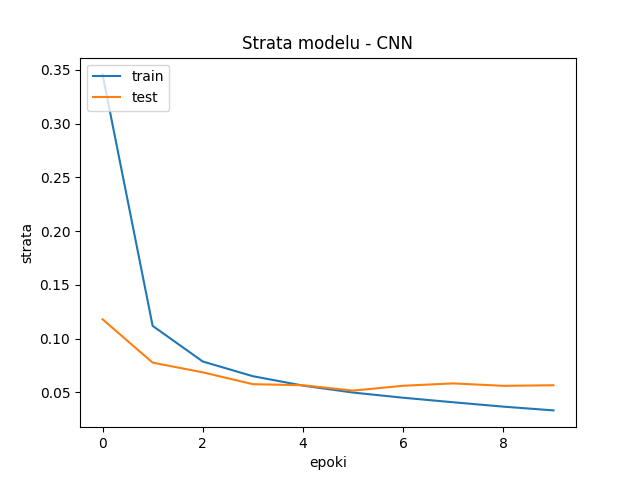 Strata modelu - CNN
train
test
0.35
0.30
0.25
0.20
0.15
0.10
0.05
strata
0 2 4 6 8
epoki